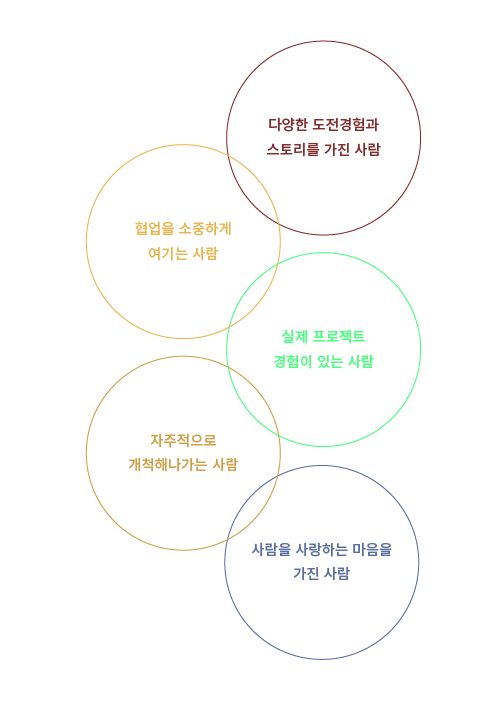 다양한 도전경험과
스토리를 가진 사람
협업을 소중하게
여기는 사람
실제 프로젝트
경험이 있는 사람
자주적으로
개척해나가는 사람
사람을 사랑하는 마음을
가진 사람